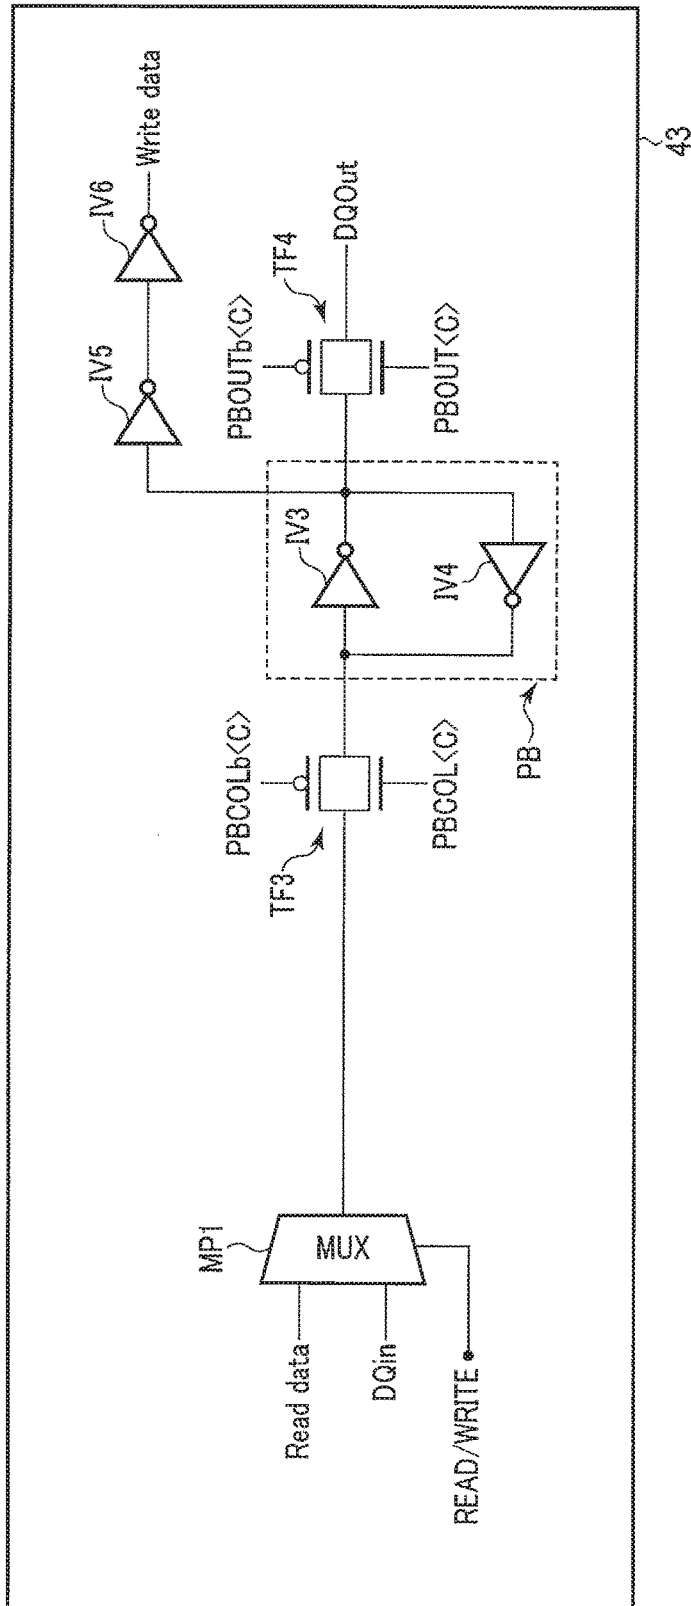 Read data
DQin
READ/WRITE
MP1
MUX
TF3
PBCOLb<C>
PBCOL<C>
PB
IV3
IV4
PBOUTb<C>
PBOUT<C>
TF4
DQOut
IV5
IV6
Write data
43